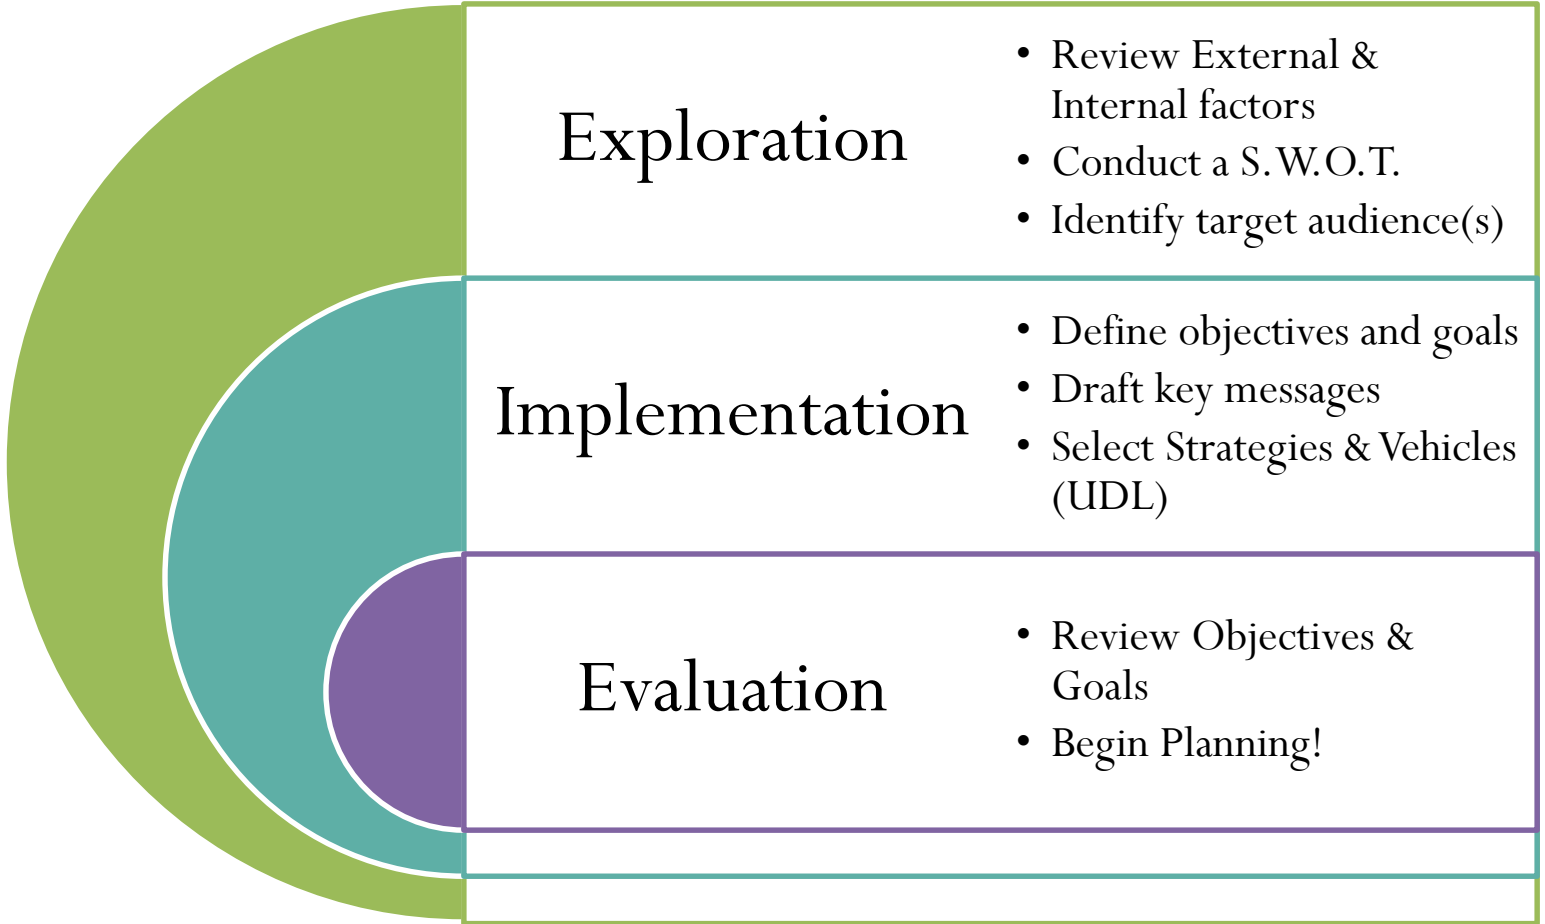 Exploration
• Review External &
Internal factors
• Conduct a S.W.O.T.
• Identify target audience(s)
Implementation
• Define objectives and goals
• Draft key messages
• Select Strategies & Vehicles
(UDL)
Evaluation
• Review Objectives &
Goals
• Begin Planning!